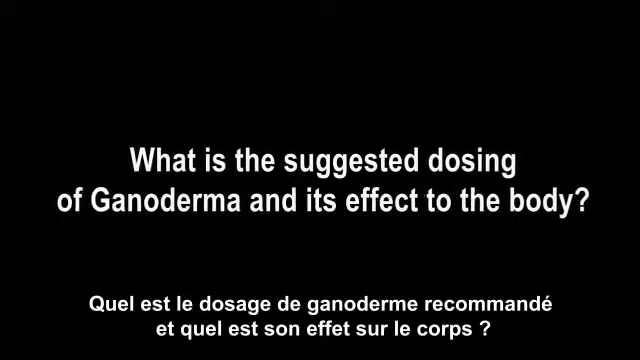 What is the suggested dosing
of Ganoderma and its effect to the body?
Quel est le dosage de ganoderme recommandé
et quel est son effet sur le corps ?